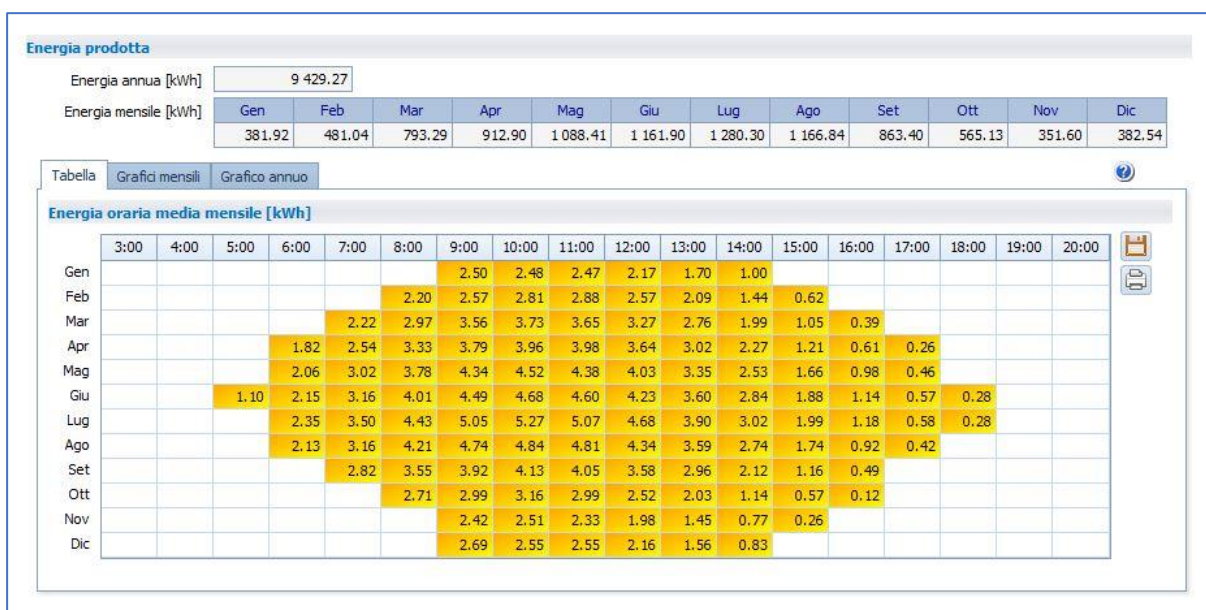 Energia prodotta
Energia annua [kWh] 9 429.27
Energia mensile [kWh] Gen Feb Mar Apr Mag Giu Lug Ago Set Ott Nov Dic
381.92 481.04 793.29 912.90 1 088.41 1 161.90 1 280.30 1 166.84 863.40 565.13 351.60 382.54
Tabella Grafici mensili Grafico annuo ?
Energia oraria media mensile [kWh]
3:00 4:00 5:00 6:00 7:00 8:00 9:00 10:00 11:00 12:00 13:00 14:00 15:00 16:00 17:00 18:00 19:00 20:00
Gen 2.50 2.48 2.47 2.17 1.70 1.00
Feb 2.20 2.57 2.81 2.88 2.57 2.09 1.44 0.62
Mar 2.22 2.97 3.56 3.73 3.65 3.27 2.76 1.99 1.05 0.39
Apr 1.82 2.54 3.33 3.79 3.96 3.98 3.64 3.02 2.27 1.21 0.61 0.26
Mag 2.06 3.02 3.78 4.34 4.52 4.38 4.03 3.35 2.53 1.66 0.98 0.46
Giu 1.10 2.15 3.16 4.01 4.49 4.68 4.60 4.23 3.60 2.84 1.88 1.14 0.57 0.28
Lug 2.35 3.50 4.43 5.05 5.27 5.07 4.68 3.90 3.02 1.99 1.18 0.58 0.28
Ago 2.13 3.16 4.21 4.74 4.84 4.81 4.34 3.59 2.74 1.74 0.92 0.42
Set 2.82 3.55 3.92 4.13 4.05 3.58 2.96 2.12 1.16 0.49
Ott 2.71 2.99 3.16 2.99 2.52 2.03 1.14 0.57 0.12
Nov 2.42 2.51 2.33 1.98 1.45 0.77 0.26
Dic 2.69 2.55 2.55 2.16 1.56 0.83